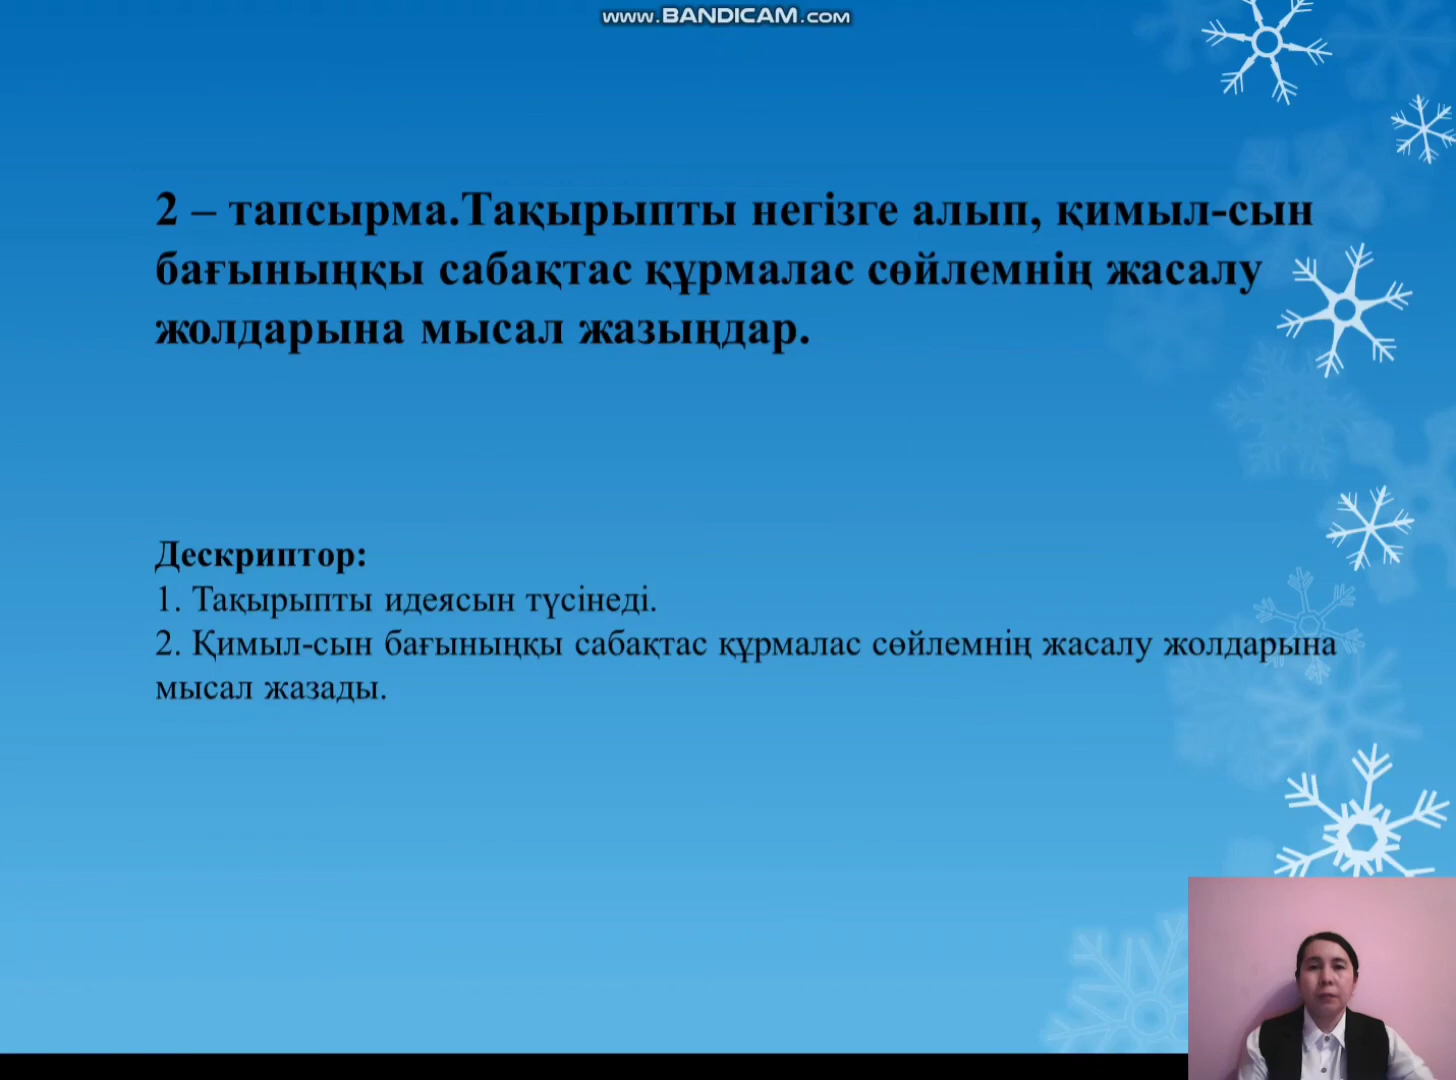 www.BANDICAM.com
2 – тапсырма.Тақырыпты негізге алып, қимыл-сын
бағыныңқы сабақтас құрмалас сөйлемнің жасалу
жолдарына мысал жазыңдар.
Дескриптор:
1. Тақырыпты идеясын түсінеді.
2. Қимыл-сын бағыныңқы сабақтас құрмалас сөйлемнің жасалу жолдарына
мысал жазады.